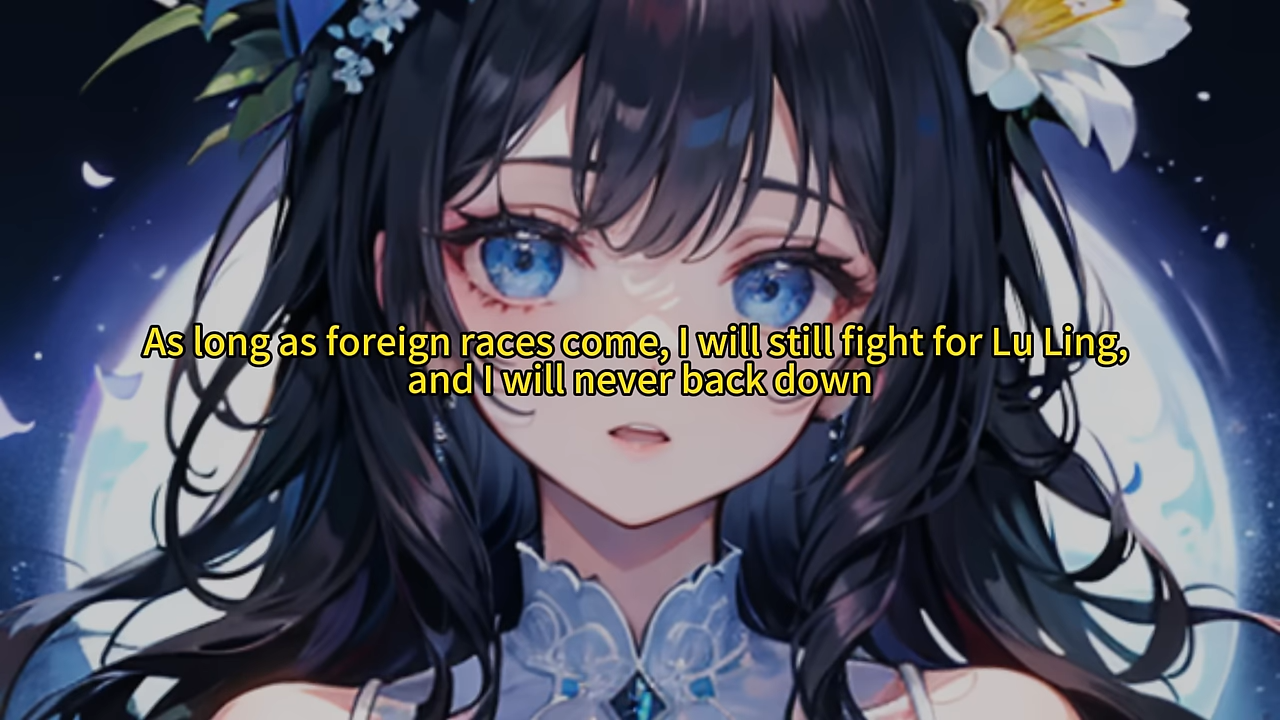 As long as foreign races come, I will still fight for Lu Ling,
and I will never back down